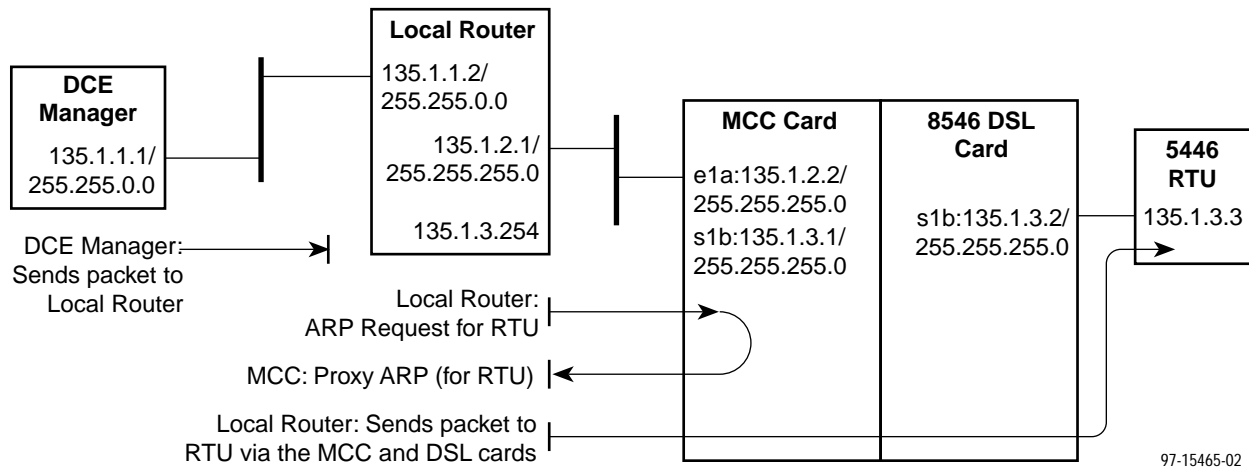 DCE
Manager
135.1.1.1/
255.255.0.0
Local Router
135.1.1.2/
255.255.0.0
135.1.2.1/
255.255.255.0
135.1.3.254
MCC Card
e1a:135.1.2.2/
255.255.255.0
s1b:135.1.3.1/
255.255.255.0
8546 DSL
Card
s1b:135.1.3.2/
255.255.255.0
5446
RTU
135.1.3.3
DCE Manager:
Sends packet to
Local Router
Local Router:
ARP Request for RTU
MCC: Proxy ARP (for RTU)
Local Router: Sends packet to
RTU via the MCC and DSL cards
97-15465-02